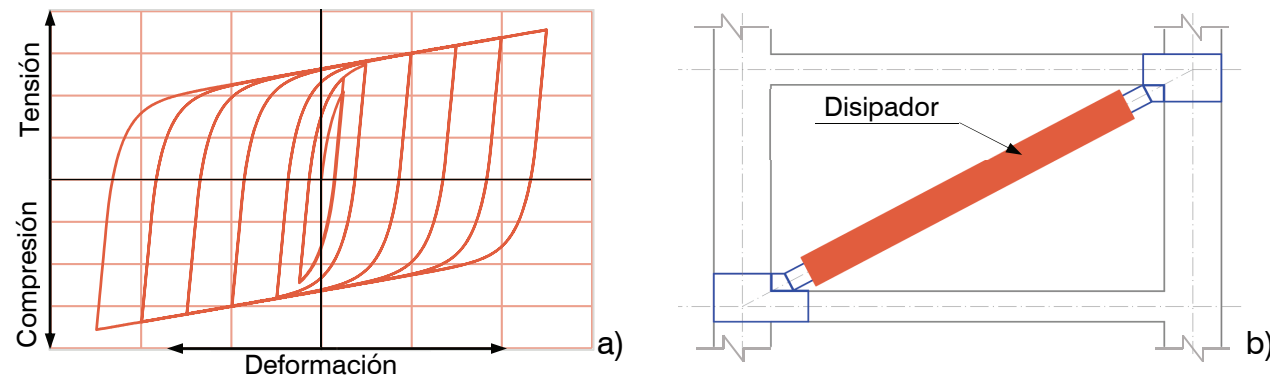 Tensión
Compresión
Deformación
a)
Disipador
b)